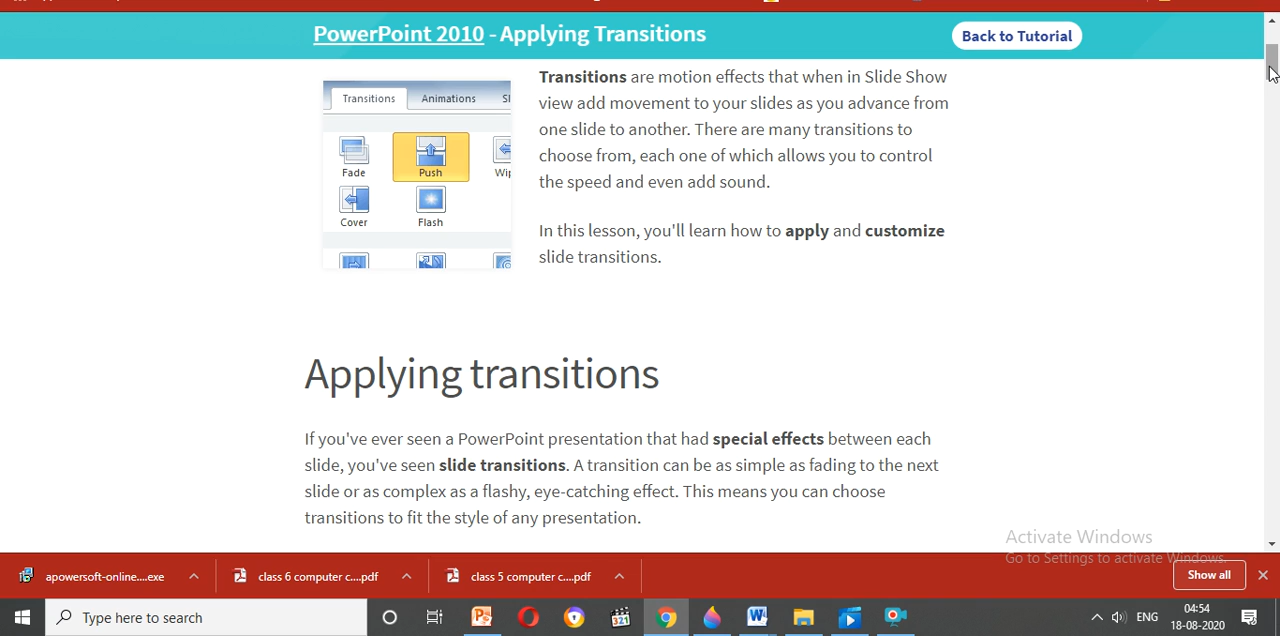 PowerPoint 2010 - Applying Transitions
Back to Tutorial
Transitions Animations
Fade Push
Cover Flash
Transitions are motion effects that when in Slide Show
view add movement to your slides as you advance from
one slide to another. There are many transitions to
choose from, each one of which allows you to control
the speed and even add sound.
In this lesson, you'll learn how to apply and customize
slide transitions.
Applying transitions
If you've ever seen a PowerPoint presentation that had special effects between each
slide, you've seen slide transitions. A transition can be as simple as fading to the next
slide or as complex as a flashy, eye-catching effect. This means you can choose
transitions to fit the style of any presentation.
Activate Windows
Go to Settings to activate Windows.
apowersoft-online....exe
class 6 computer c....pdf
class 5 computer c....pdf
Show all
Type here to search
321
ENG
04:54
18-08-2020